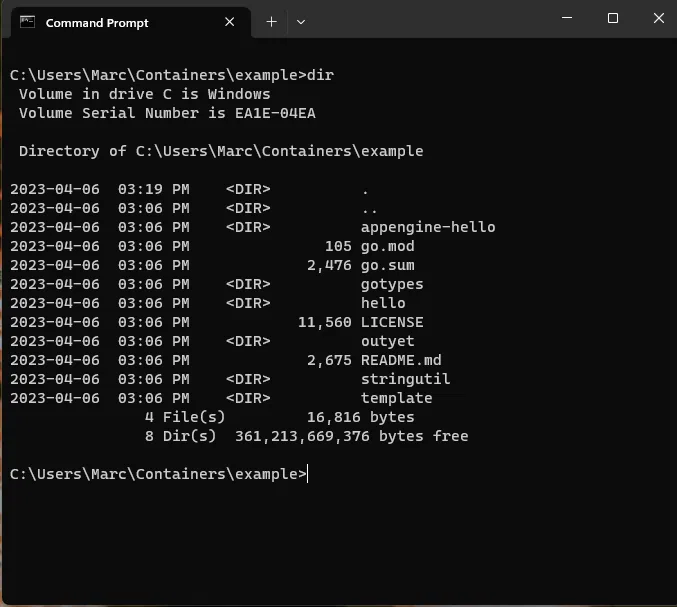 Command Prompt
C:\Users\Marc\Containers\example>dir
 Volume in drive C is Windows
 Volume Serial Number is EA1E-04EA
 Directory of C:\Users\Marc\Containers\example
2023-04-06  03:19 PM    <DIR>          .
2023-04-06  03:06 PM    <DIR>          ..
2023-04-06  03:06 PM    <DIR>          appengine-hello
2023-04-06  03:06 PM               105 go.mod
2023-04-06  03:06 PM             2,476 go.sum
2023-04-06  03:06 PM    <DIR>          gotypes
2023-04-06  03:06 PM    <DIR>          hello
2023-04-06  03:06 PM            11,560 LICENSE
2023-04-06  03:06 PM    <DIR>          outyet
2023-04-06  03:06 PM             2,675 README.md
2023-04-06  03:06 PM    <DIR>          stringutil
2023-04-06  03:06 PM    <DIR>          template
               4 File(s)         16,816 bytes
               8 Dir(s)  361,213,669,376 bytes free
C:\Users\Marc\Containers\example>